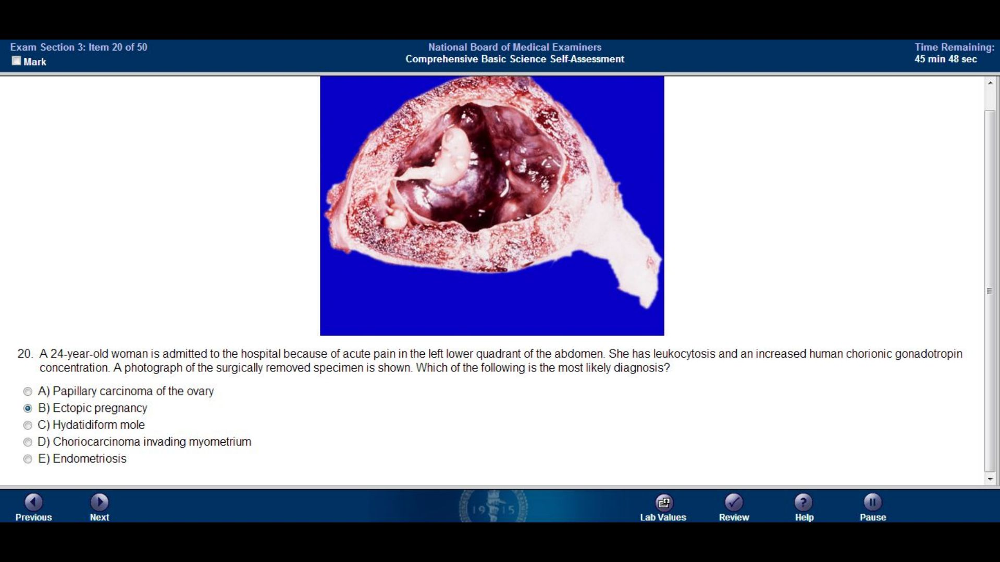 Exam Section 3: Item 20 of 50
Mark
National Board of Medical Examiners
Comprehensive Basic Science Self-Assessment
Time Remaining:
45 min 48 sec
20. A 24-year-old woman is admitted to the hospital because of acute pain in the left lower quadrant of the abdomen. She has leukocytosis and an increased human chorionic gonadotropin
concentration. A photograph of the surgically removed specimen is shown. Which of the following is the most likely diagnosis?
A) Papillary carcinoma of the ovary
B) Ectopic pregnancy
C) Hydatidiform mole
D) Choriocarcinoma invading myometrium
E) Endometriosis
Previous
Next
1915
Lab Values
Review
Help
Pause